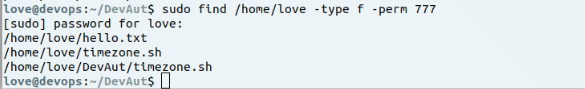 love@devops:~/DevAut$ sudo find /home/love -type f -perm 777
[sudo] password for love:
/home/love/hello.txt
/home/love/timezone.sh
/home/love/DevAut/timezone.sh
love@devops:~/DevAut$